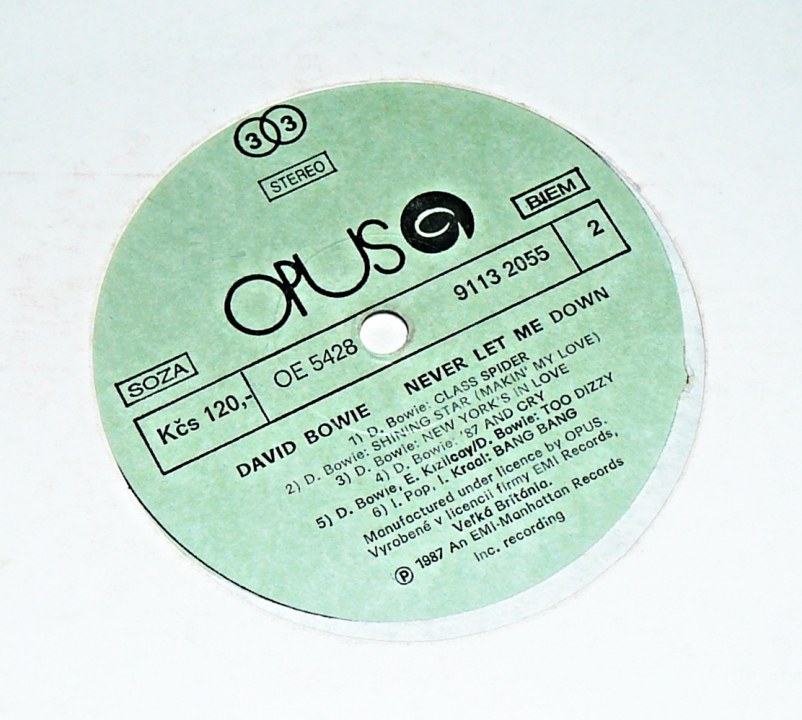 33
STEREO
OPUS
BIEM
SOZA
Kčs 120,- OE 5428 9113 2055 2
DAVID BOWIE NEVER LET ME DOWN
1) D. Bowie: CLASS SPIDER
2) D. Bowie: SHINING STAR (MAKIN' MY LOVE)
3) D. Bowie: NEW YORK'S IN LOVE
4) D. Bowie: '87 AND CRY
5) D. Bowie, E. Kizilcay/D. Bowie: TOO DIZZY
6) I. Pop, I. Kraal: BANG BANG
Manufactured under licence by OPUS.
Vyrobené v licencii firmy EMI Records,
Veľká Británia.
Ⓟ 1987 An EMI-Manhattan Records
Inc. recording